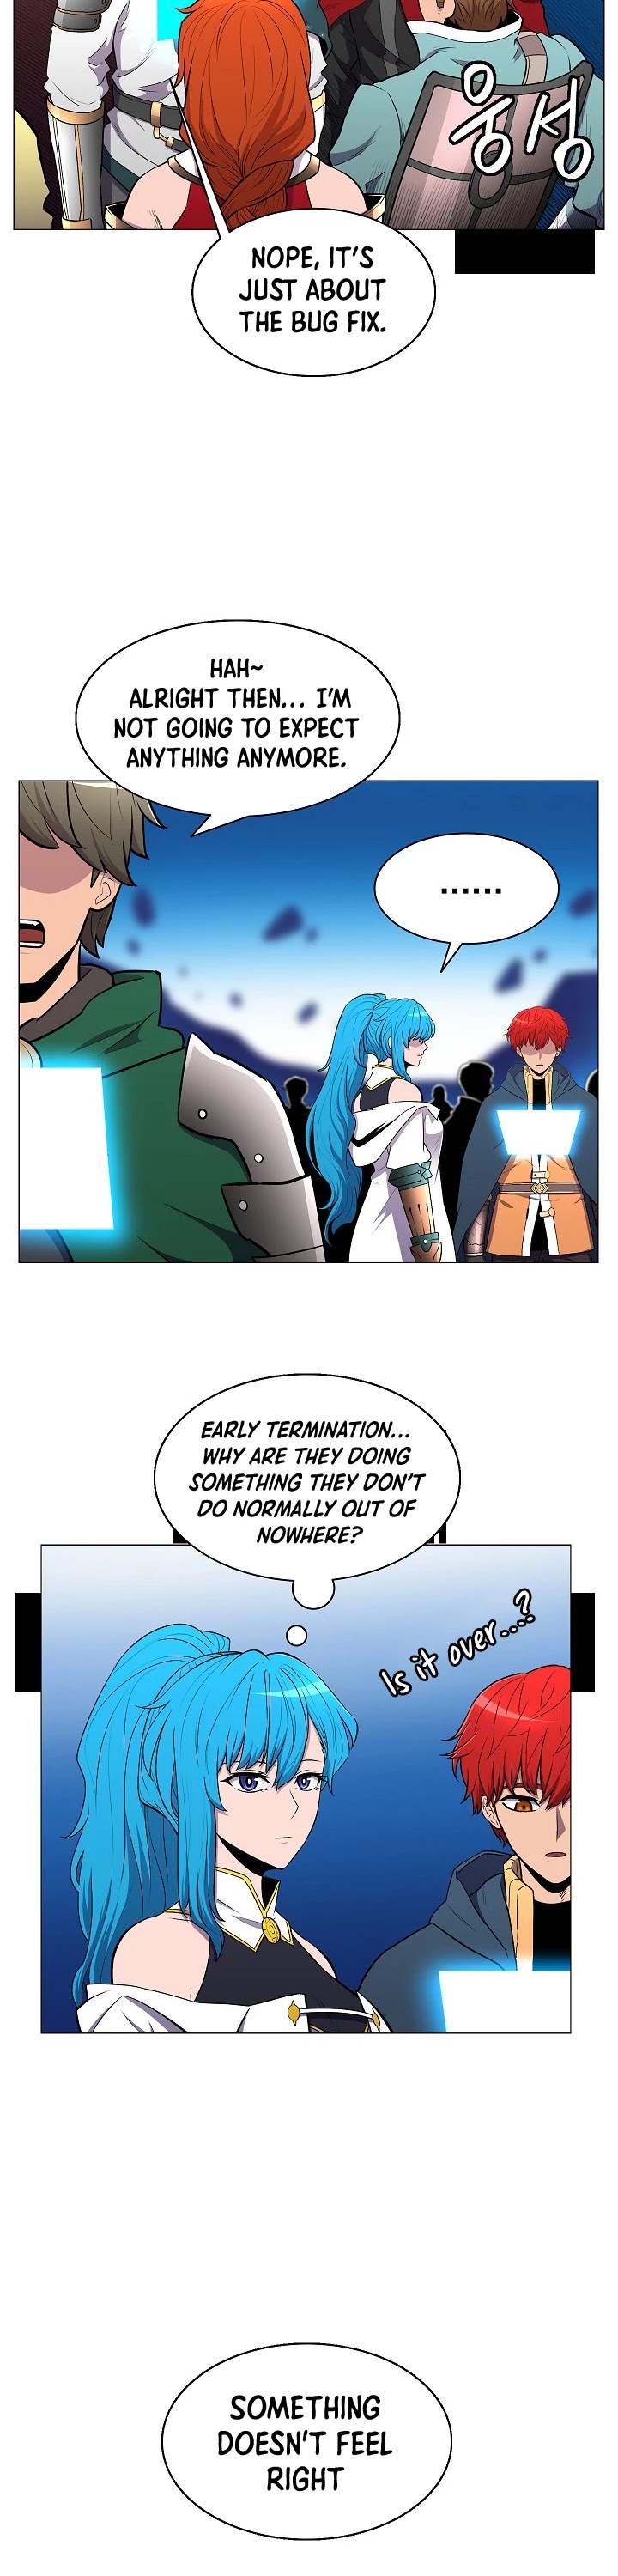 웅성
NOPE, IT'S
JUST ABOUT
THE BUG FIX.
HAH~
ALRIGHT THEN... I'M
NOT GOING TO EXPECT
ANYTHING ANYMORE.
......
EARLY TERMINATION...
WHY ARE THEY DOING
SOMETHING THEY DON'T
DO NORMALLY OUT OF
NOWHERE?
Is it over...?
SOMETHING
DOESN'T FEEL
RIGHT